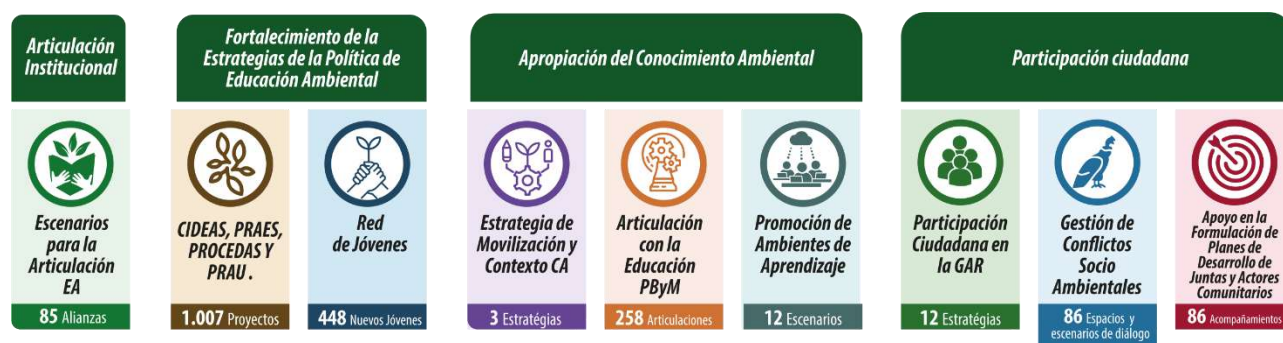 Articulación
Institucional
Escenarios
para la
Articulación
EA
85 Alianzas
Fortalecimiento de la
Estrategias de la Política de
Educación Ambiental
CIDEAS, PRAES,
PROCEDAS Y
PRAU .
1.007 Proyectos
Red
de Jóvenes
448 Nuevos Jóvenes
Apropiación del Conocimiento Ambiental
Estrategia de
Movilización y
Contexto CA
3 Estratégias
Articulación
con la
Educación
PByM
258 Articulaciones
Promoción de
Ambientes de
Aprendizaje
12 Escenarios
Participación ciudadana
Participación
Ciudadana en
la GAR
12 Estratégias
Gestión de
Conflictos
Socio
Ambientales
86 Espacios y
escenarios de diálogo
Apoyo en la
Formulación de
Planes de
Desarrollo de
Juntas y Actores
Comunitarios
86 Acompañamientos